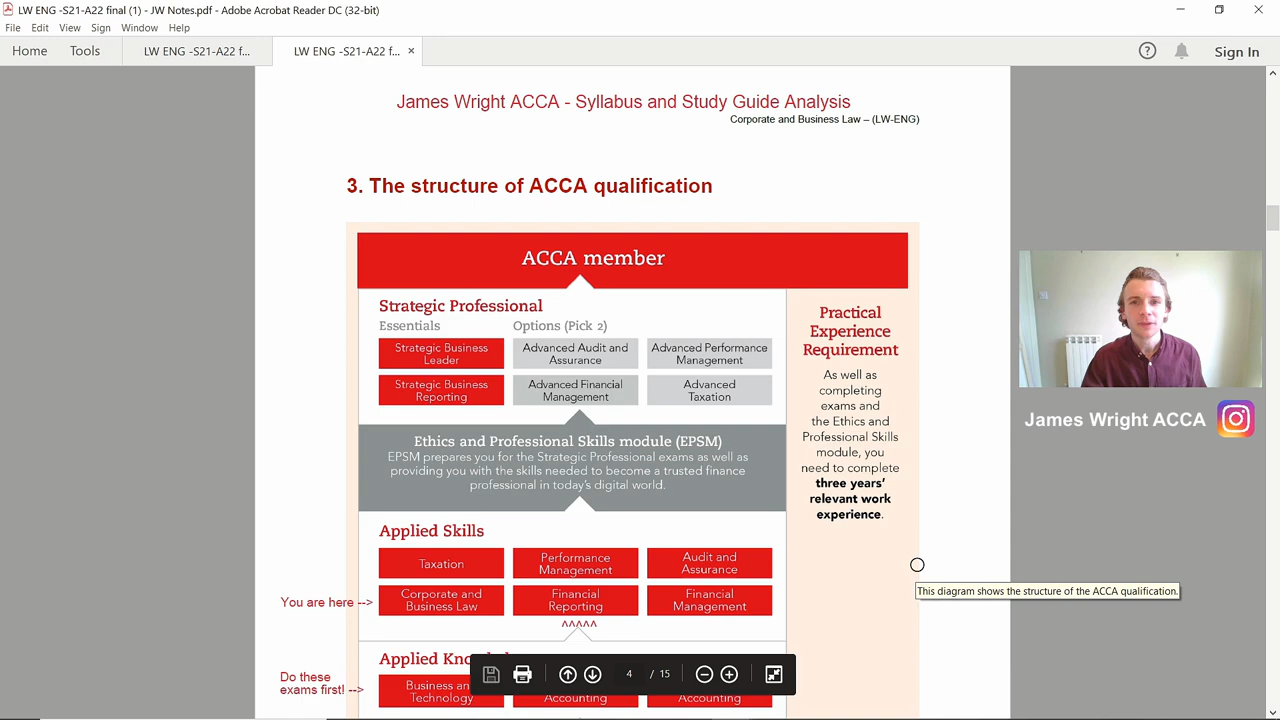 LW ENG -S21-A22 final (1) - JW Notes.pdf - Adobe Acrobat Reader DC (32-bit)
File Edit View Sign Window Help
Home Tools LW ENG -S21-A22 f... LW ENG -S21-A22 f... × Sign In
James Wright ACCA - Syllabus and Study Guide Analysis
Corporate and Business Law – (LW-ENG)
3. The structure of ACCA qualification
ACCA member
Strategic Professional
Essentials Options (Pick 2)
Strategic Business
Leader
Advanced Audit and
Assurance
Advanced Performance
Management
Strategic Business
Reporting
Advanced Financial
Management
Advanced
Taxation
Practical
Experience
Requirement
As well as
completing
exams and
the Ethics and
Professional Skills
module, you
need to complete
three years’
relevant work
experience.
Ethics and Professional Skills module (EPSM)
EPSM prepares you for the Strategic Professional exams as well as
providing you with the skills needed to become a trusted finance
professional in today’s digital world.
Applied Skills
Taxation
Performance
Management
Audit and
Assurance
You are here -->
Corporate and
Business Law
Financial
Reporting
Financial
Management
^^^^^
James Wright ACCA
This diagram shows the structure of the ACCA qualification.
Do these
exams first! -->
Applied
Business
Technology
Accounting
Accounting
4 / 15